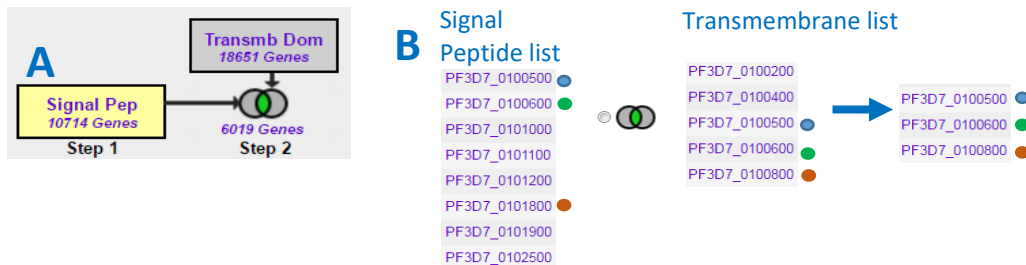 A
Transmb Dom
18651 Genes
Signal Pep
10714 Genes
6019 Genes
Step 1
Step 2
B
Signal
Peptide list
PF3D7_0100500
PF3D7_0100600
PF3D7_0101000
PF3D7_0101100
PF3D7_0101200
PF3D7_0101800
PF3D7_0101900
PF3D7_0102500
Transmembrane list
PF3D7_0100200
PF3D7_0100400
PF3D7_0100500
PF3D7_0100600
PF3D7_0100800
PF3D7_0100500
PF3D7_0100600
PF3D7_0100800